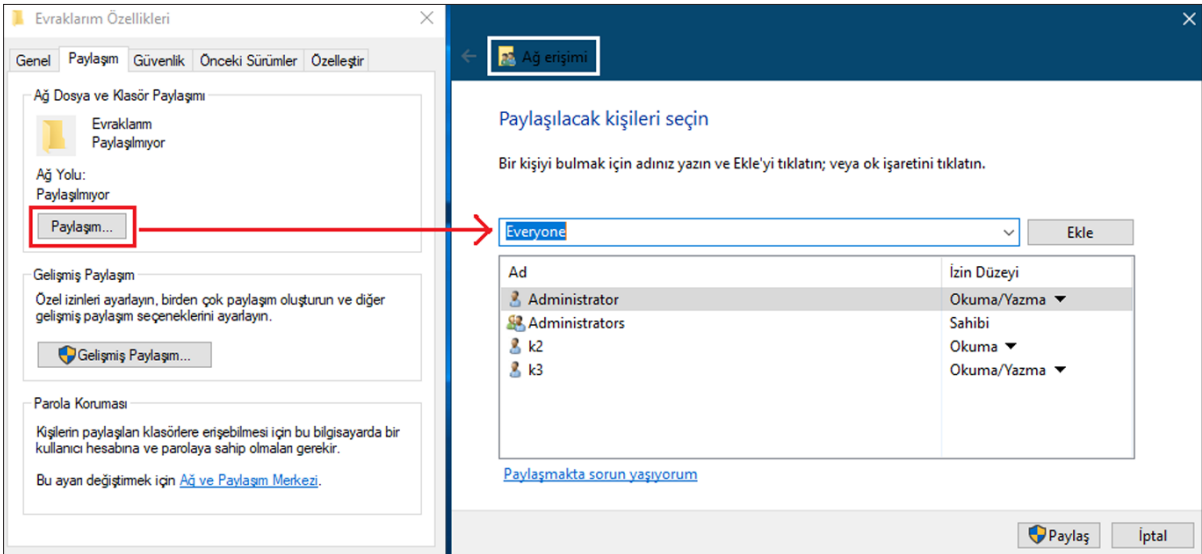 Evraklarım Özellikleri
Genel Paylaşım Güvenlik Önceki Sürümler Özelleştir
Ağ Dosya ve Klasör Paylaşımı
Evraklarım
Paylaşılmıyor
Ağ Yolu:
Paylaşılmıyor
Paylaşım...
Gelişmiş Paylaşım
Özel izinleri ayarlayın, birden çok paylaşım oluşturun ve diğer
gelişmiş paylaşım seçeneklerini ayarlayın.
Gelişmiş Paylaşım...
Parola Koruması
Kişilerin paylaşılan klasörlere erişebilmesi için bu bilgisayarda bir
kullanıcı hesabına ve parolaya sahip olmaları gerekir.
Bu ayarı değiştirmek için Ağ ve Paylaşım Merkezi.
Ağ erişimi
Paylaşılacak kişileri seçin
Bir kişiyi bulmak için adınız yazın ve Ekle'yi tıklatın; veya ok işaretini tıklatın.
Everyone Ekle
Ad İzin Düzeyi
Administrator Okuma/Yazma
Administrators Sahibi
k2 Okuma
k3 Okuma/Yazma
Paylaşmakta sorun yaşıyorum
Paylaş İptal